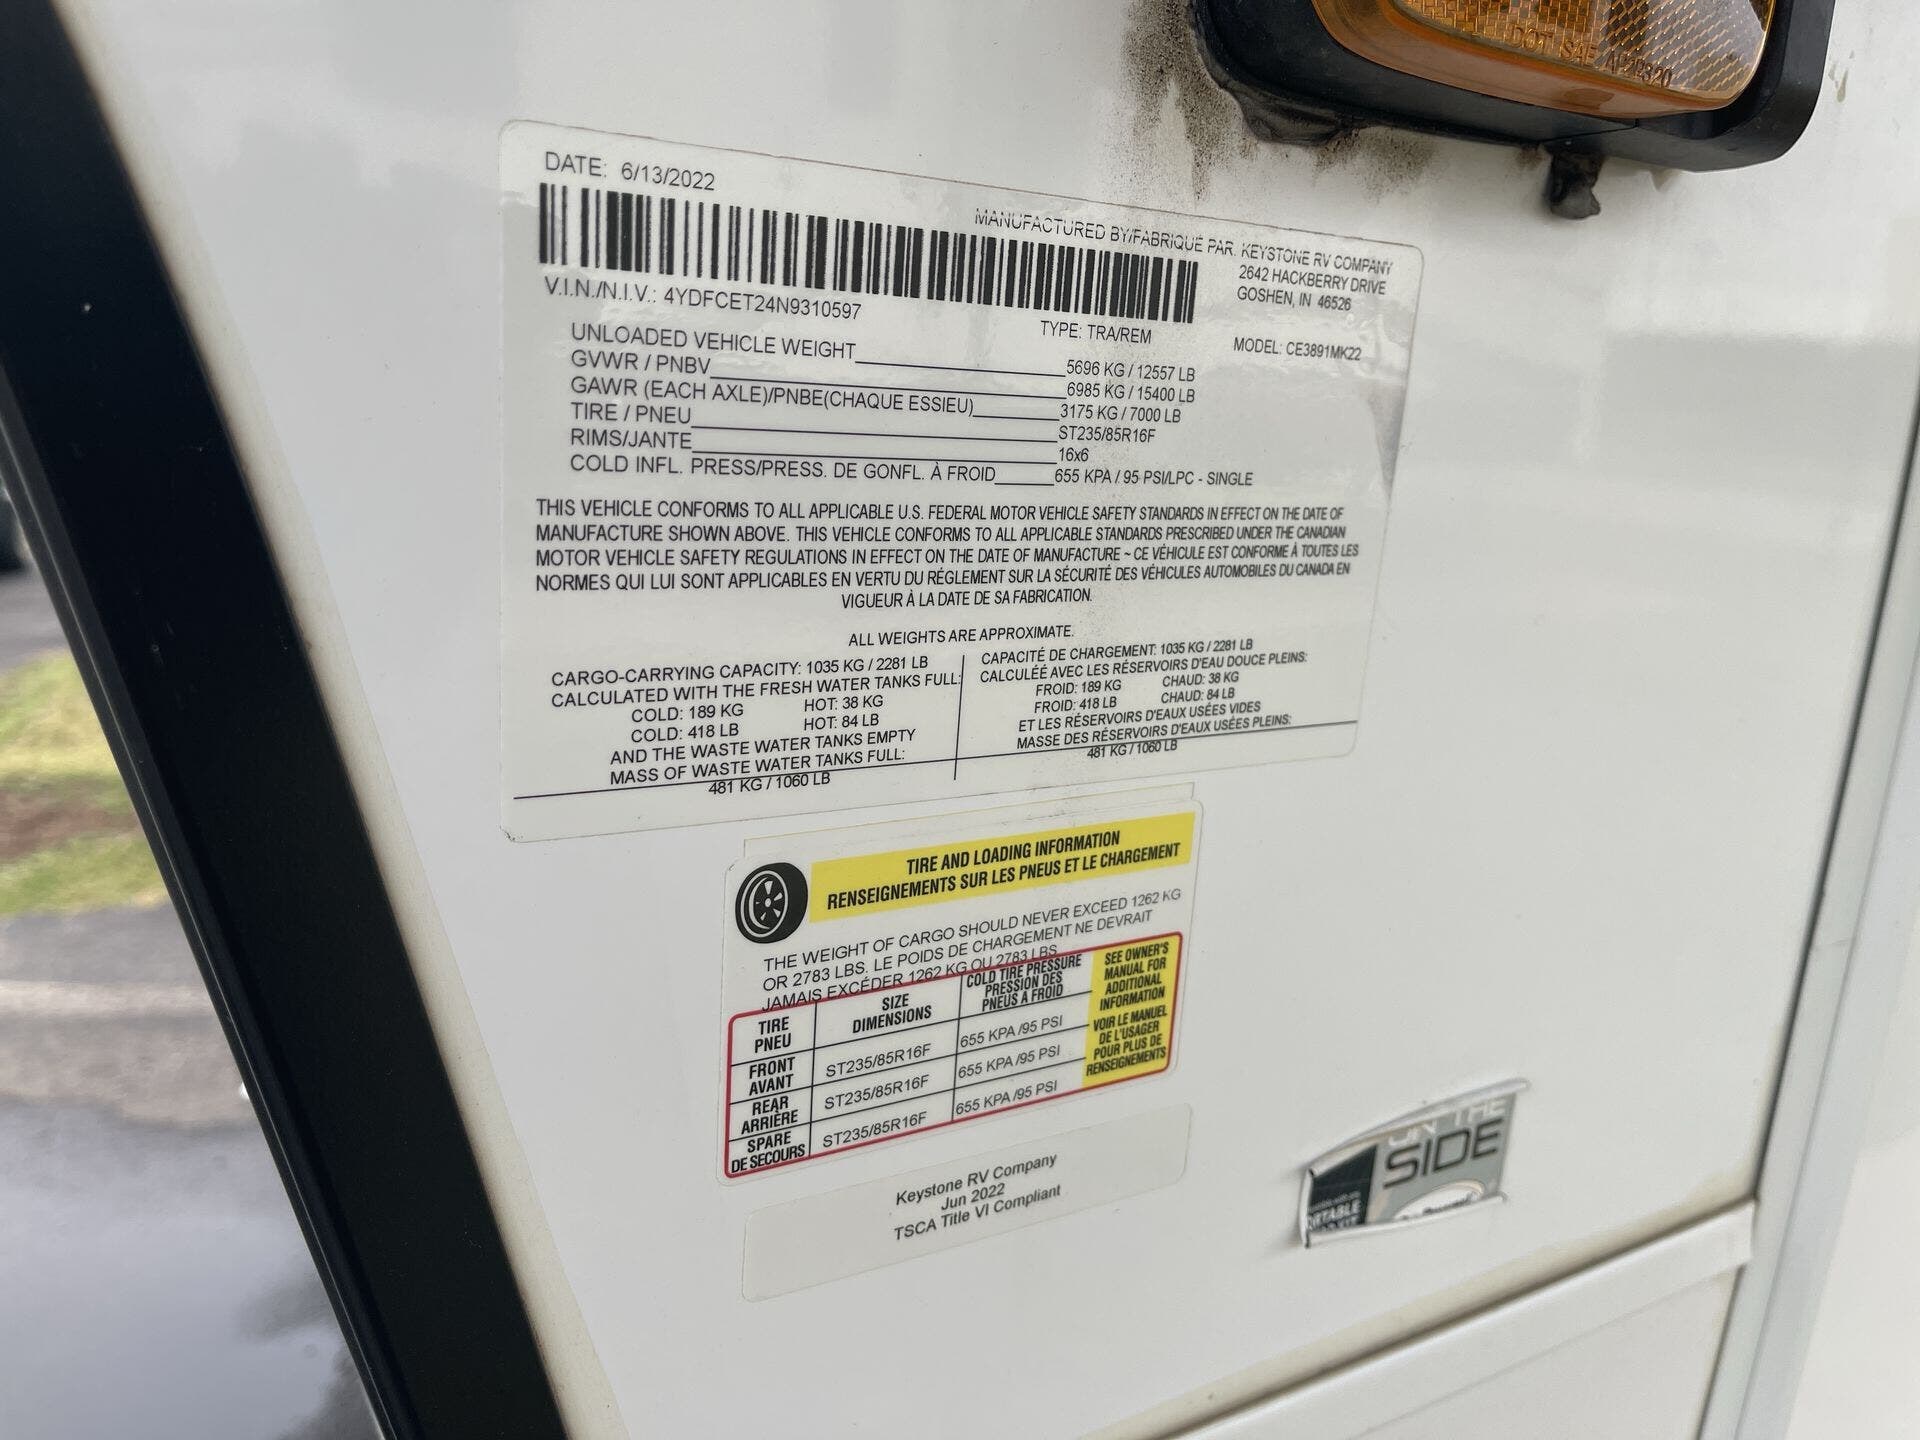 DOT SAE AP2P320
DATE: 6/13/2022
MANUFACTURED BY/FABRIQUÉ PAR: KEYSTONE RV COMPANY
2642 HACKBERRY DRIVE
GOSHEN, IN 46526
V.I.N./N.I.V.: 4YDFCET24N9310597
TYPE: TRA/REM
MODEL: CE3891MK22
UNLOADED VEHICLE WEIGHT 5696 KG / 12557 LB
GVWR / PNBV 6985 KG / 15400 LB
GAWR (EACH AXLE)/PNBE(CHAQUE ESSIEU) 3175 KG / 7000 LB
TIRE / PNEU ST235/85R16F
RIMS/JANTE 16x6
COLD INFL. PRESS/PRESS. DE GONFL. À FROID 655 KPA / 95 PSI/LPC - SINGLE
THIS VEHICLE CONFORMS TO ALL APPLICABLE U.S. FEDERAL MOTOR VEHICLE SAFETY STANDARDS IN EFFECT ON THE DATE OF
MANUFACTURE SHOWN ABOVE. THIS VEHICLE CONFORMS TO ALL APPLICABLE STANDARDS PRESCRIBED UNDER THE CANADIAN
MOTOR VEHICLE SAFETY REGULATIONS IN EFFECT ON THE DATE OF MANUFACTURE ~ CE VÉHICULE EST CONFORME À TOUTES LES
NORMES QUI LUI SONT APPLICABLES EN VERTU DU RÉGLEMENT SUR LA SÉCURITÉ DES VÉHICULES AUTOMOBILES DU CANADA EN
VIGUEUR À LA DATE DE SA FABRICATION.
ALL WEIGHTS ARE APPROXIMATE.
CARGO-CARRYING CAPACITY: 1035 KG / 2281 LB
CALCULATED WITH THE FRESH WATER TANKS FULL:
COLD: 189 KG HOT: 38 KG
COLD: 418 LB HOT: 84 LB
AND THE WASTE WATER TANKS EMPTY
MASS OF WASTE WATER TANKS FULL:
481 KG / 1060 LB
CAPACITÉ DE CHARGEMENT: 1035 KG / 2281 LB
CALCULÉÉ AVEC LES RÉSERVOIRS D'EAU DOUCE PLEINS:
FROID: 189 KG CHAUD: 38 KG
FROID: 418 LB CHAUD: 84 LB
ET LES RÉSERVOIRS D'EAUX USÉES VIDES
MASSE DES RÉSERVOIRS D'EAUX USÉES PLEINS:
481 KG / 1060 LB
TIRE AND LOADING INFORMATION
RENSEIGNEMENTS SUR LES PNEUS ET LE CHARGEMENT
THE WEIGHT OF CARGO SHOULD NEVER EXCEED 1262 KG
OR 2783 LBS. LE POIDS DE CHARGEMENT NE DEVRAIT
JAMAIS EXCÉDER 1262 KG OU 2783 LBS
TIRE
PNEU
SIZE
DIMENSIONS
COLD TIRE PRESSURE
PRESSION DES
PNEUS À FROID
FRONT
AVANT
ST235/85R16F
655 KPA /95 PSI
REAR
ARRIÈRE
ST235/85R16F
655 KPA /95 PSI
SPARE
DE SECOURS
ST235/85R16F
655 KPA /95 PSI
SEE OWNER'S
MANUAL FOR
ADDITIONAL
INFORMATION
VOIR LE MANUEL
DE L'USAGER
POUR PLUS DE
RENSEIGNEMENTS
Keystone RV Company
Jun 2022
TSCA Title VI Compliant
ON THE
SIDE